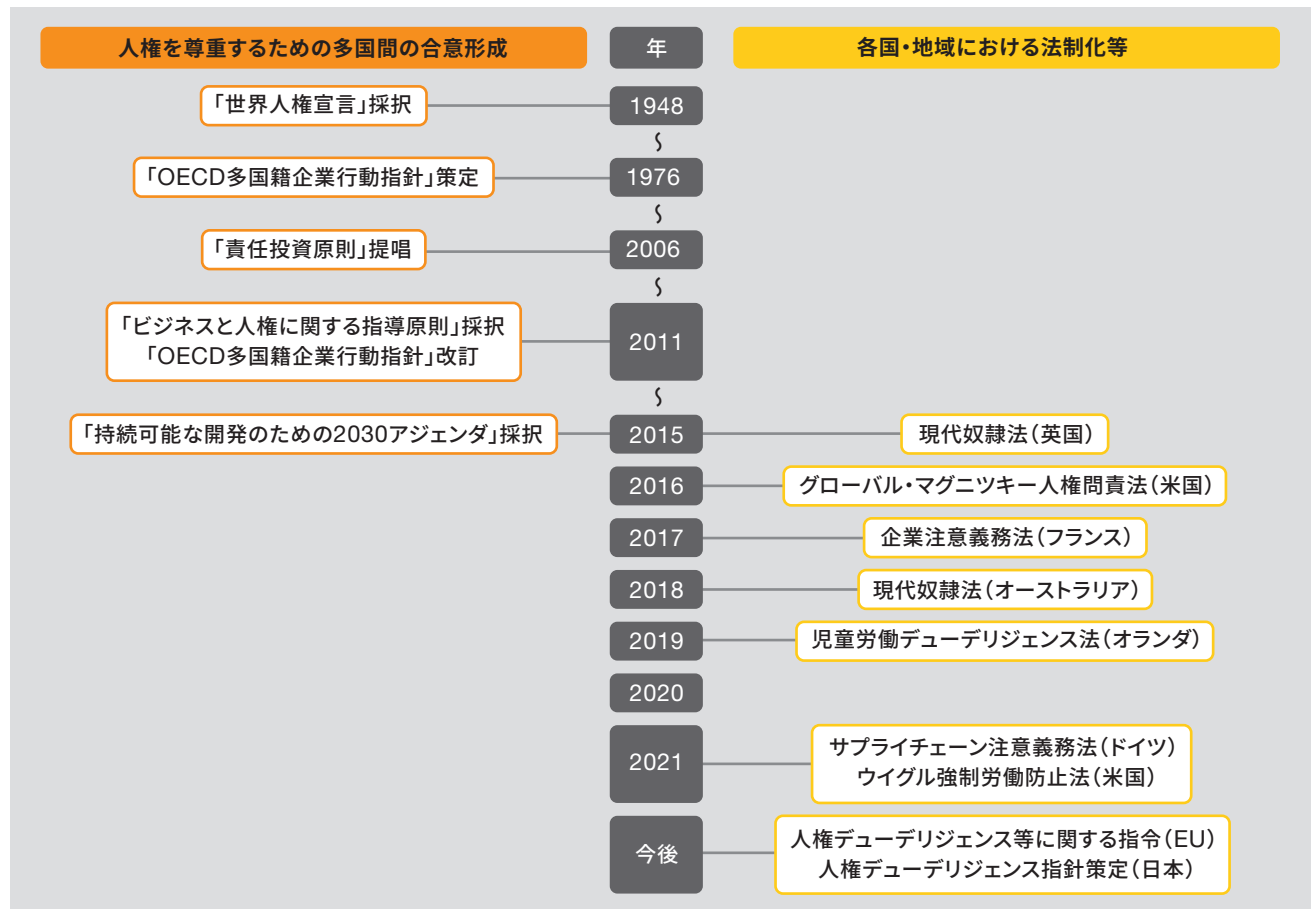 人権を尊重するための多国間の合意形成
年
各国・地域における法制化等
「世界人権宣言」採択
1948
「OECD多国籍企業行動指針」策定
1976
「責任投資原則」提唱
2006
「ビジネスと人権に関する指導原則」採択
「OECD多国籍企業行動指針」改訂
2011
「持続可能な開発のための2030アジェンダ」採択
2015
現代奴隷法(英国)
2016
グローバル・マグニツキー人権問責法(米国)
2017
企業注意義務法(フランス)
2018
現代奴隷法(オーストラリア)
2019
児童労働デューデリジェンス法(オランダ)
2020
2021
サプライチェーン注意義務法(ドイツ)
ウイグル強制労働防止法(米国)
今後
人権デューデリジェンス等に関する指令(EU)
人権デューデリジェンス指針策定(日本)